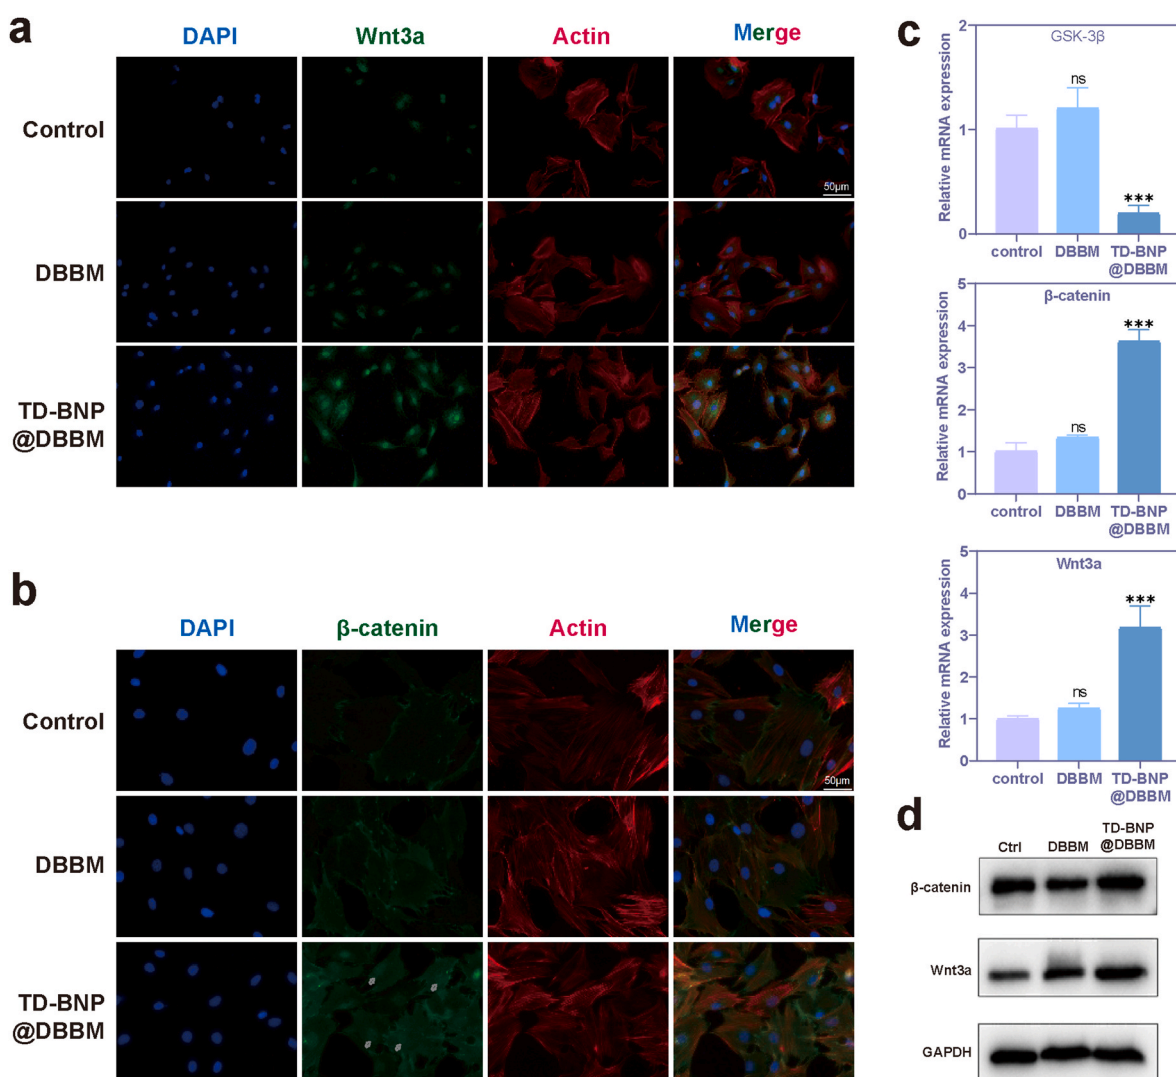 a
DAPI Wnt3a Actin Merge
Control
50μm
DBBM
TD-BNP
@DBBM
b
DAPI β-catenin Actin Merge
Control
50μm
DBBM
TD-BNP
@DBBM
c
2
GSK-3β
Relative mRNA expression
ns
1
***
0
control DBBM TD-BNP
@DBBM
5
β-catenin
Relative mRNA expression
***
4
3
2
ns
1
0
control DBBM TD-BNP
@DBBM
5
Wnt3a
Relative mRNA expression
***
4
3
2
ns
1
0
control DBBM TD-BNP
@DBBM
d
Ctrl DBBM TD-BNP
@DBBM
β-catenin
Wnt3a
GAPDH